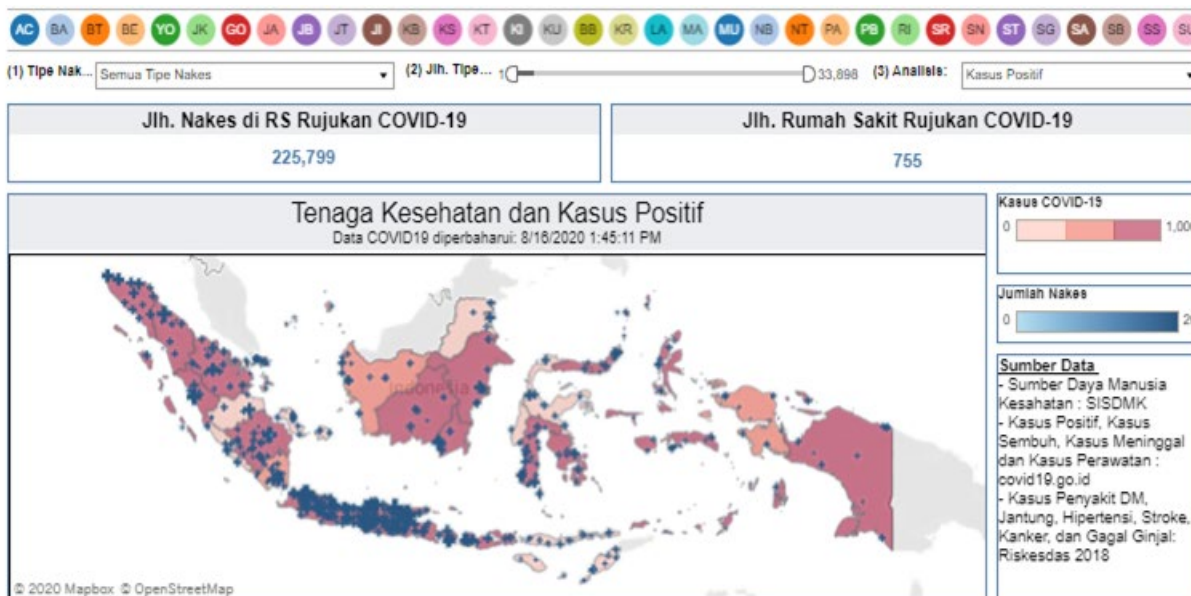 AC BA BT BE YO JK GO JA JB JT JI KB KS KT KI KU BB KR LA MA MU NB NT PA PB RI SR SN ST SG SA SB SS SU
(1) Tipe Nak... Semua Tipe Nakes (2) Jlh. Tipe... 1 33,898 (3) Analisis: Kasus Positif
Jlh. Nakes di RS Rujukan COVID-19
225,799
Jlh. Rumah Sakit Rujukan COVID-19
755
Tenaga Kesehatan dan Kasus Positif
Data COVID19 diperbaharui: 8/16/2020 1:45:11 PM
Indonesia
© 2020 Mapbox © OpenStreetMap
Kasus COVID-19
0 1,000
Jumlah Nakes
0
Sumber Data
- Sumber Daya Manusia
Kesahatan : SISDMK
- Kasus Positif, Kasus
Sembuh, Kasus Meninggal
dan Kasus Perawatan :
covid19.go.id
- Kasus Penyakit DM,
Jantung, Hipertensi, Stroke,
Kanker, dan Gagal Ginjal:
Riskesdas 2018